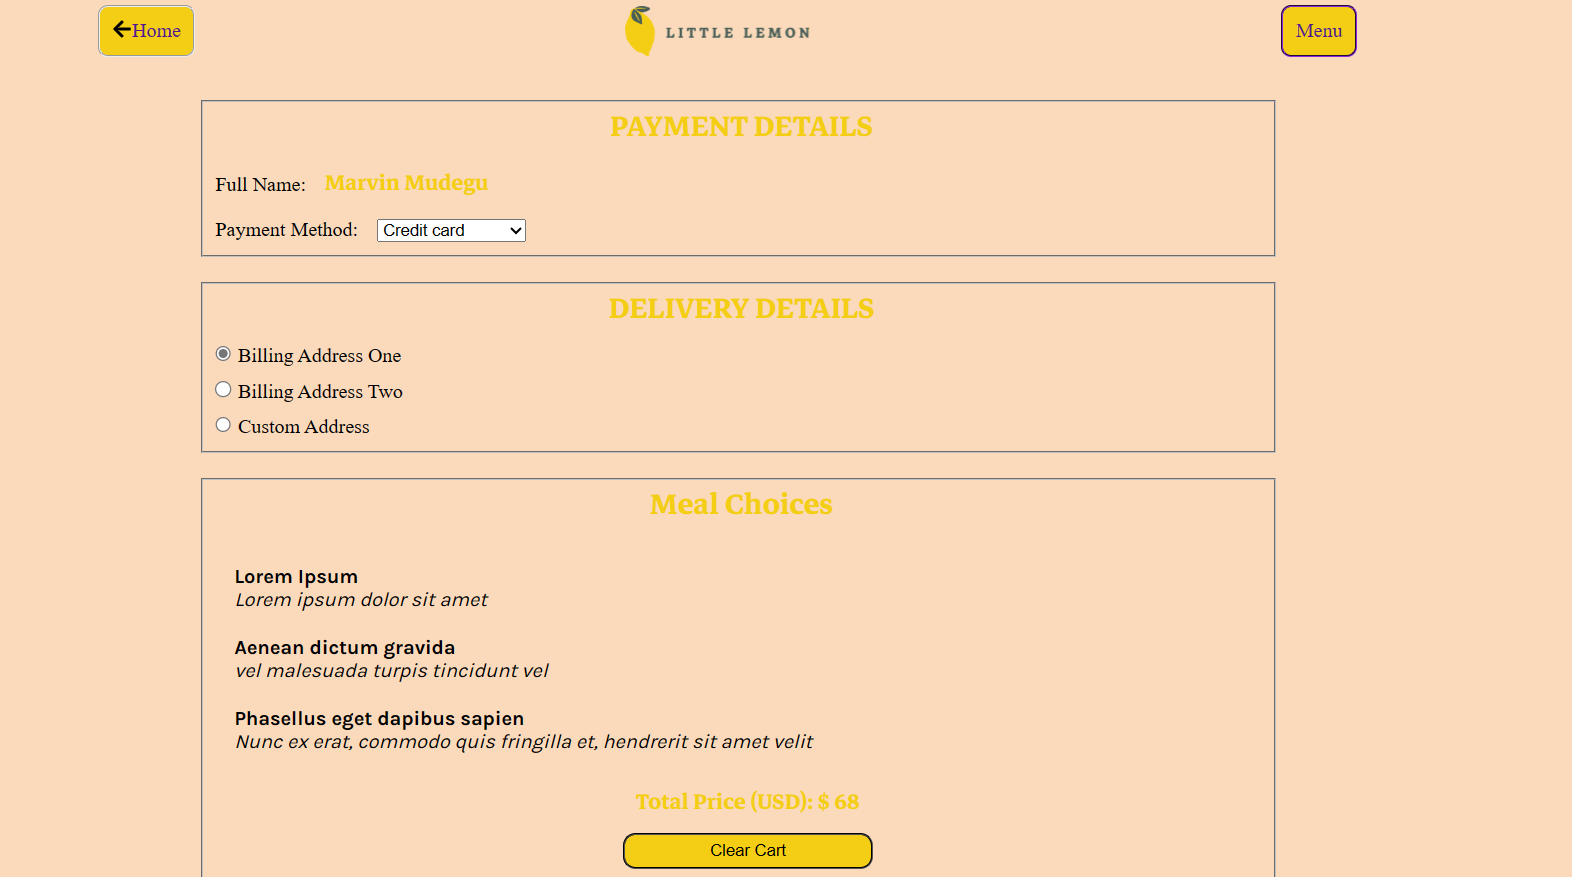 Home
LITTLE LEMON
Menu
PAYMENT DETAILS
Full Name: Marvin Mudegu
Payment Method: Credit card
DELIVERY DETAILS
Billing Address One
Billing Address Two
Custom Address
Meal Choices
Lorem Ipsum
Lorem ipsum dolor sit amet
Aenean dictum gravida
vel malesuada turpis tincidunt vel
Phasellus eget dapibus sapien
Nunc ex erat, commodo quis fringilla et, hendrerit sit amet velit
Total Price (USD): $ 68
Clear Cart